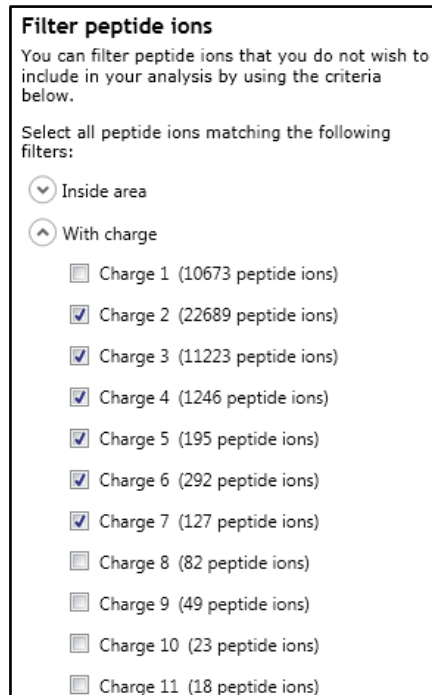 Filter peptide ions
You can filter peptide ions that you do not wish to
include in your analysis by using the criteria
below.
Select all peptide ions matching the following
filters:
Inside area
With charge
Charge 1 (10673 peptide ions)
Charge 2 (22689 peptide ions)
Charge 3 (11223 peptide ions)
Charge 4 (1246 peptide ions)
Charge 5 (195 peptide ions)
Charge 6 (292 peptide ions)
Charge 7 (127 peptide ions)
Charge 8 (82 peptide ions)
Charge 9 (49 peptide ions)
Charge 10 (23 peptide ions)
Charge 11 (18 peptide ions)